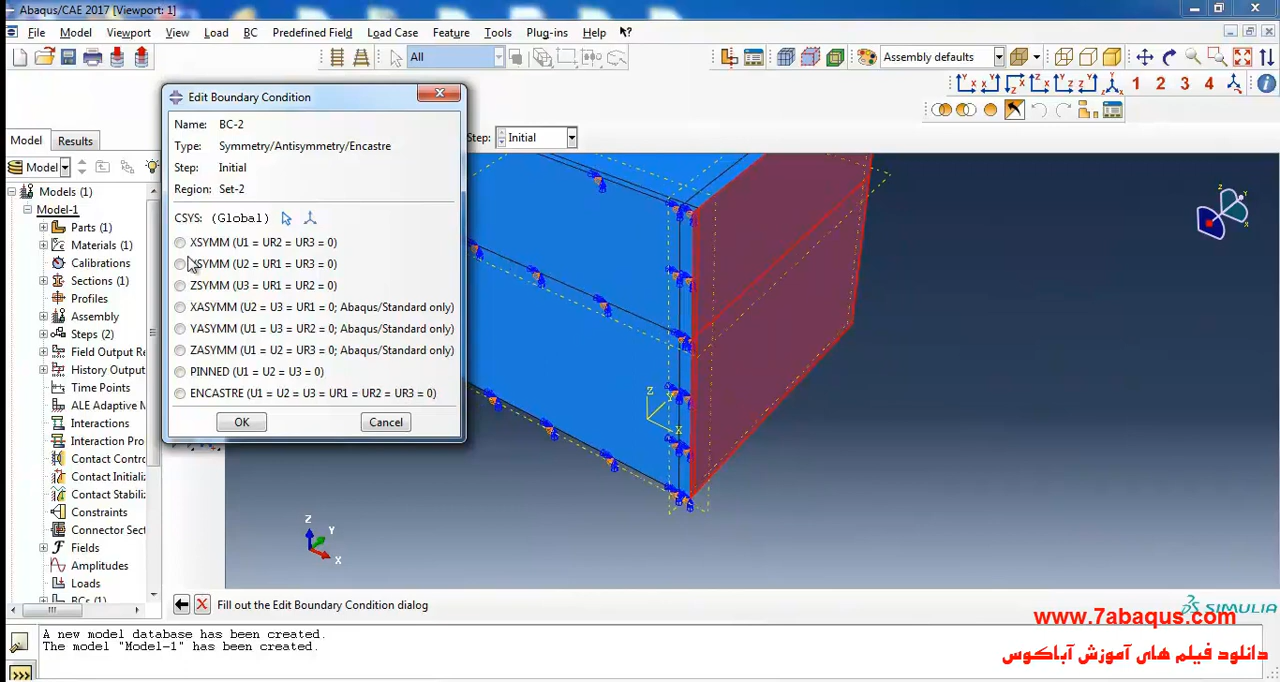 Abaqus/CAE 2017 [Viewport: 1]
File Model Viewport View Load BC Predefined Field Load Case Feature Tools Plug-ins Help
All
Assembly defaults
1 2 3 4
Model Results
Step: Initial
Model
Models (1)
Model-1
Parts (1)
Materials (1)
Calibrations
Sections (1)
Profiles
Assembly
Steps (2)
Field Output Re
History Output
Time Points
ALE Adaptive M
Interactions
Interaction Pro
Contact Contro
Contact Initializ
Contact Stabiliz
Constraints
Connector Sect
Fields
Amplitudes
Loads
BCs (1)
Edit Boundary Condition
Name: BC-2
Type: Symmetry/Antisymmetry/Encastre
Step: Initial
Region: Set-2
CSYS: (Global)
XSYMM (U1 = UR2 = UR3 = 0)
YSYMM (U2 = UR1 = UR3 = 0)
ZSYMM (U3 = UR1 = UR2 = 0)
XASYMM (U2 = U3 = UR1 = 0; Abaqus/Standard only)
YASYMM (U1 = U3 = UR2 = 0; Abaqus/Standard only)
ZASYMM (U1 = U2 = UR3 = 0; Abaqus/Standard only)
PINNED (U1 = U2 = U3 = 0)
ENCASTRE (U1 = U2 = U3 = UR1 = UR2 = UR3 = 0)
OK Cancel
Z
Y
X
Z
Y
X
Z
Y
X
Fill out the Edit Boundary Condition dialog
SIMULIA
www.7abaqus.com
دانلود فیلم های آموزش آباکوس
A new model database has been created.
The model "Model-1" has been created.
>>>